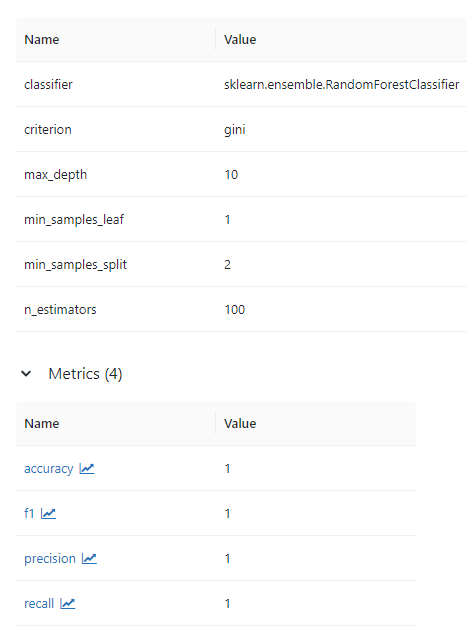 Name Value
classifier sklearn.ensemble.RandomForestClassifier
criterion gini
max_depth 10
min_samples_leaf 1
min_samples_split 2
n_estimators 100
Metrics (4)
Name Value
accuracy 1
f1 1
precision 1
recall 1